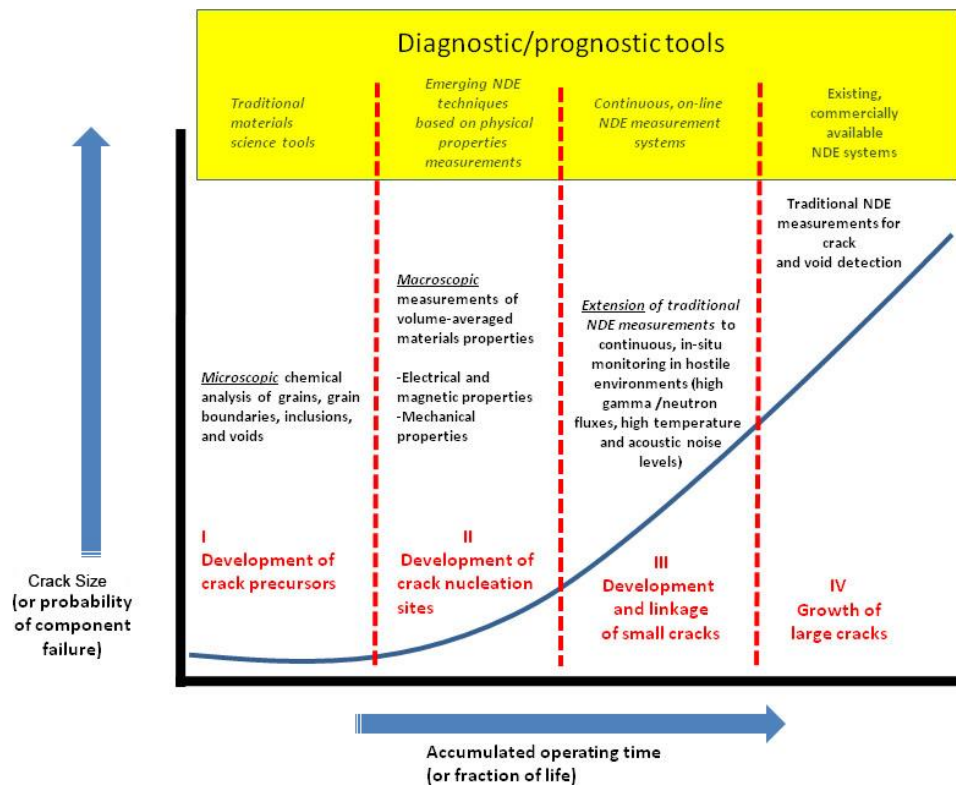 Diagnostic/prognostic tools
Traditional
materials
science tools
Emerging NDE
techniques
based on physical
properties
measurements
Continuous, on-line
NDE measurement
systems
Existing,
commercially
available
NDE systems
Traditional NDE
measurements for
crack
and void detection
Microscopic chemical
analysis of grains, grain
boundaries, inclusions,
and voids
Macroscopic
measurements of
volume-averaged
materials properties
-Electrical and
magnetic properties
-Mechanical
properties
Extension of traditional
NDE measurements to
continuous, in-situ
monitoring in hostile
environments (high
gamma /neutron
fluxes, high temperature
and acoustic noise
levels)
I
Development of
crack precursors
II
Development of
crack nucleation
sites
III
Development
and linkage
of small cracks
IV
Growth of
large cracks
Crack Size
(or probability
of component
failure)
Accumulated operating time
(or fraction of life)